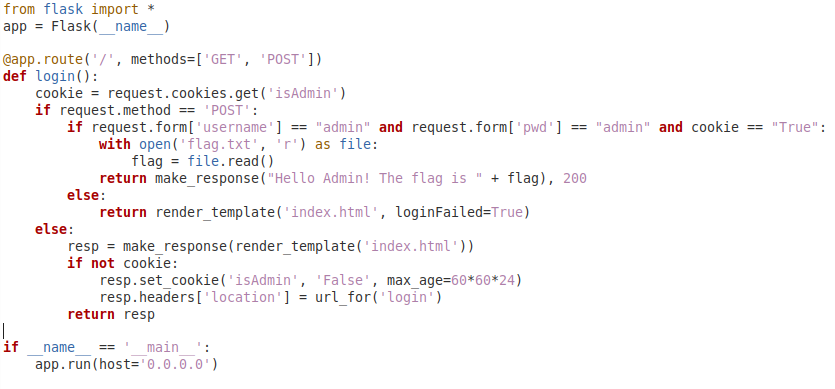 from flask import *
app = Flask(__name__)
@app.route('/', methods=['GET', 'POST'])
def login():
    cookie = request.cookies.get('isAdmin')
    if request.method == 'POST':
        if request.form['username'] == "admin" and request.form['pwd'] == "admin" and cookie == "True":
            with open('flag.txt', 'r') as file:
                flag = file.read()
            return make_response("Hello Admin! The flag is " + flag), 200
        else:
            return render_template('index.html', loginFailed=True)
    else:
        resp = make_response(render_template('index.html'))
        if not cookie:
            resp.set_cookie('isAdmin', 'False', max_age=60*60*24)
            resp.headers['location'] = url_for('login')
        return resp
if __name__ == '__main__':
    app.run(host='0.0.0.0')